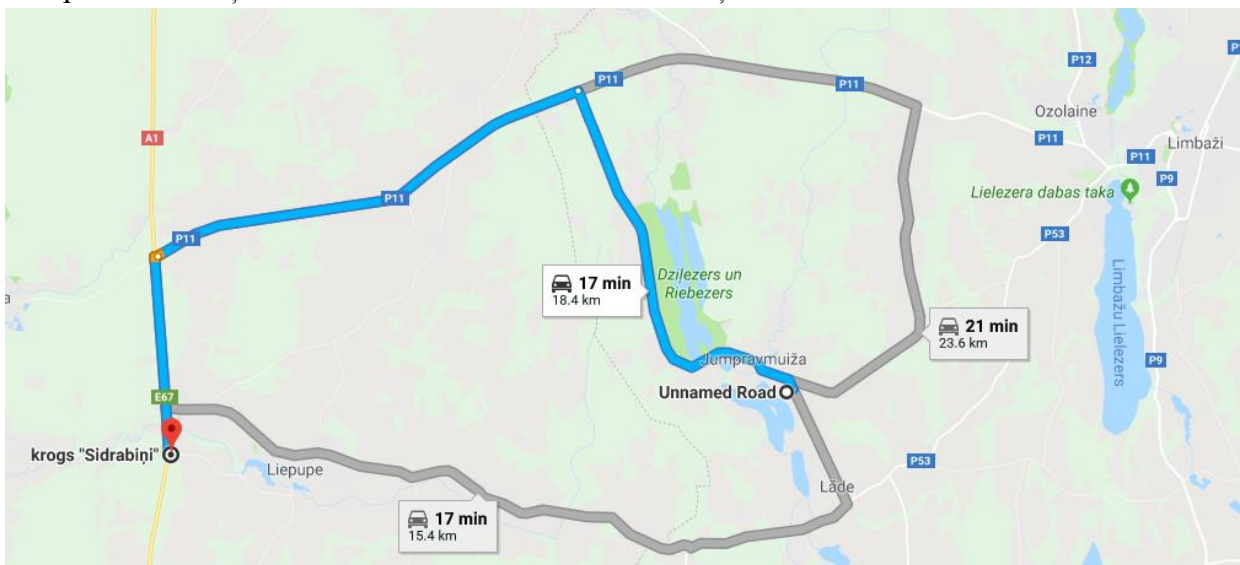 P11
P12
A1
P11
Ozolaine
P11
P11
Limbaži
P9
Lielezera dabas taka
P11
P53
P11
17 min
18.4 km
Dziļezers un
Riebezers
Limbažu Lielezers
21 min
23.6 km
Jumpravmuiža
P9
Unnamed Road
E67
krogs "Sidrabiņi"
Liepupe
P53
Lāde
17 min
15.4 km